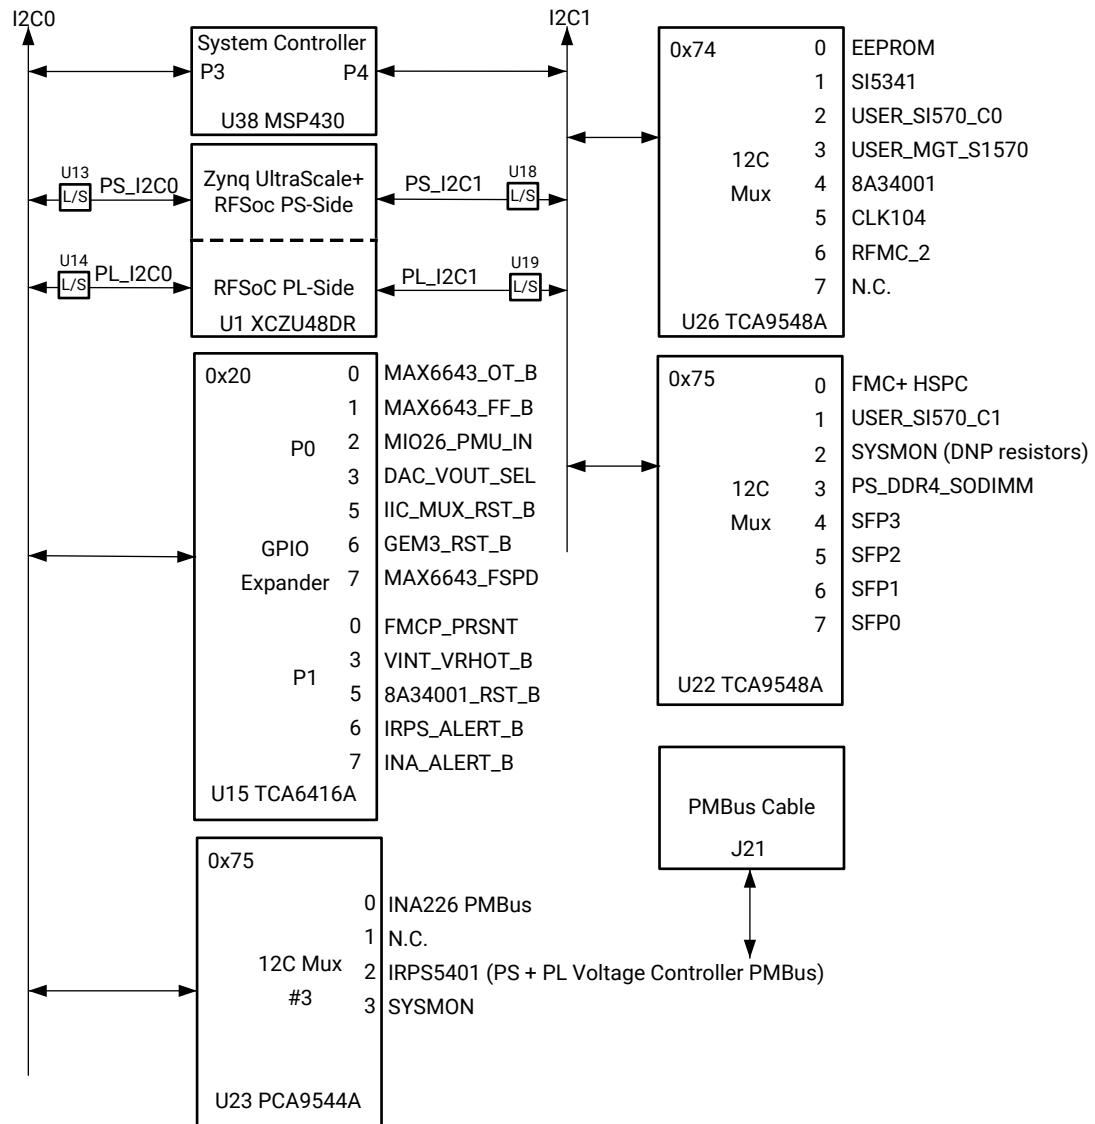 I2C0
I2C1
System Controller
P3 P4
U38 MSP430
U13
L/S
PS_I2C0
Zynq UltraScale+
RFSoc PS-Side
PS_I2C1
U18
L/S
U14
L/S
PL_I2C0
RFSoC PL-Side
U1 XCZU48DR
PL_I2C1
U19
L/S
0x20
P0
GPIO
Expander
P1
0 MAX6643_OT_B
1 MAX6643_FF_B
2 MIO26_PMU_IN
3 DAC_VOUT_SEL
5 IIC_MUX_RST_B
6 GEM3_RST_B
7 MAX6643_FSPD
0 FMCP_PRSNT
3 VINT_VRHOT_B
5 8A34001_RST_B
6 IRPS_ALERT_B
7 INA_ALERT_B
U15 TCA6416A
0x75
12C Mux
#3
0 INA226 PMBus
1 N.C.
2 IRPS5401 (PS + PL Voltage Controller PMBus)
3 SYSMON
U23 PCA9544A
0x74
12C
Mux
0 EEPROM
1 SI5341
2 USER_SI570_C0
3 USER_MGT_S1570
4 8A34001
5 CLK104
6 RFMC_2
7 N.C.
U26 TCA9548A
0x75
12C
Mux
0 FMC+ HSPC
1 USER_SI570_C1
2 SYSMON (DNP resistors)
3 PS_DDR4_SODIMM
4 SFP3
5 SFP2
6 SFP1
7 SFP0
U22 TCA9548A
PMBus Cable
J21